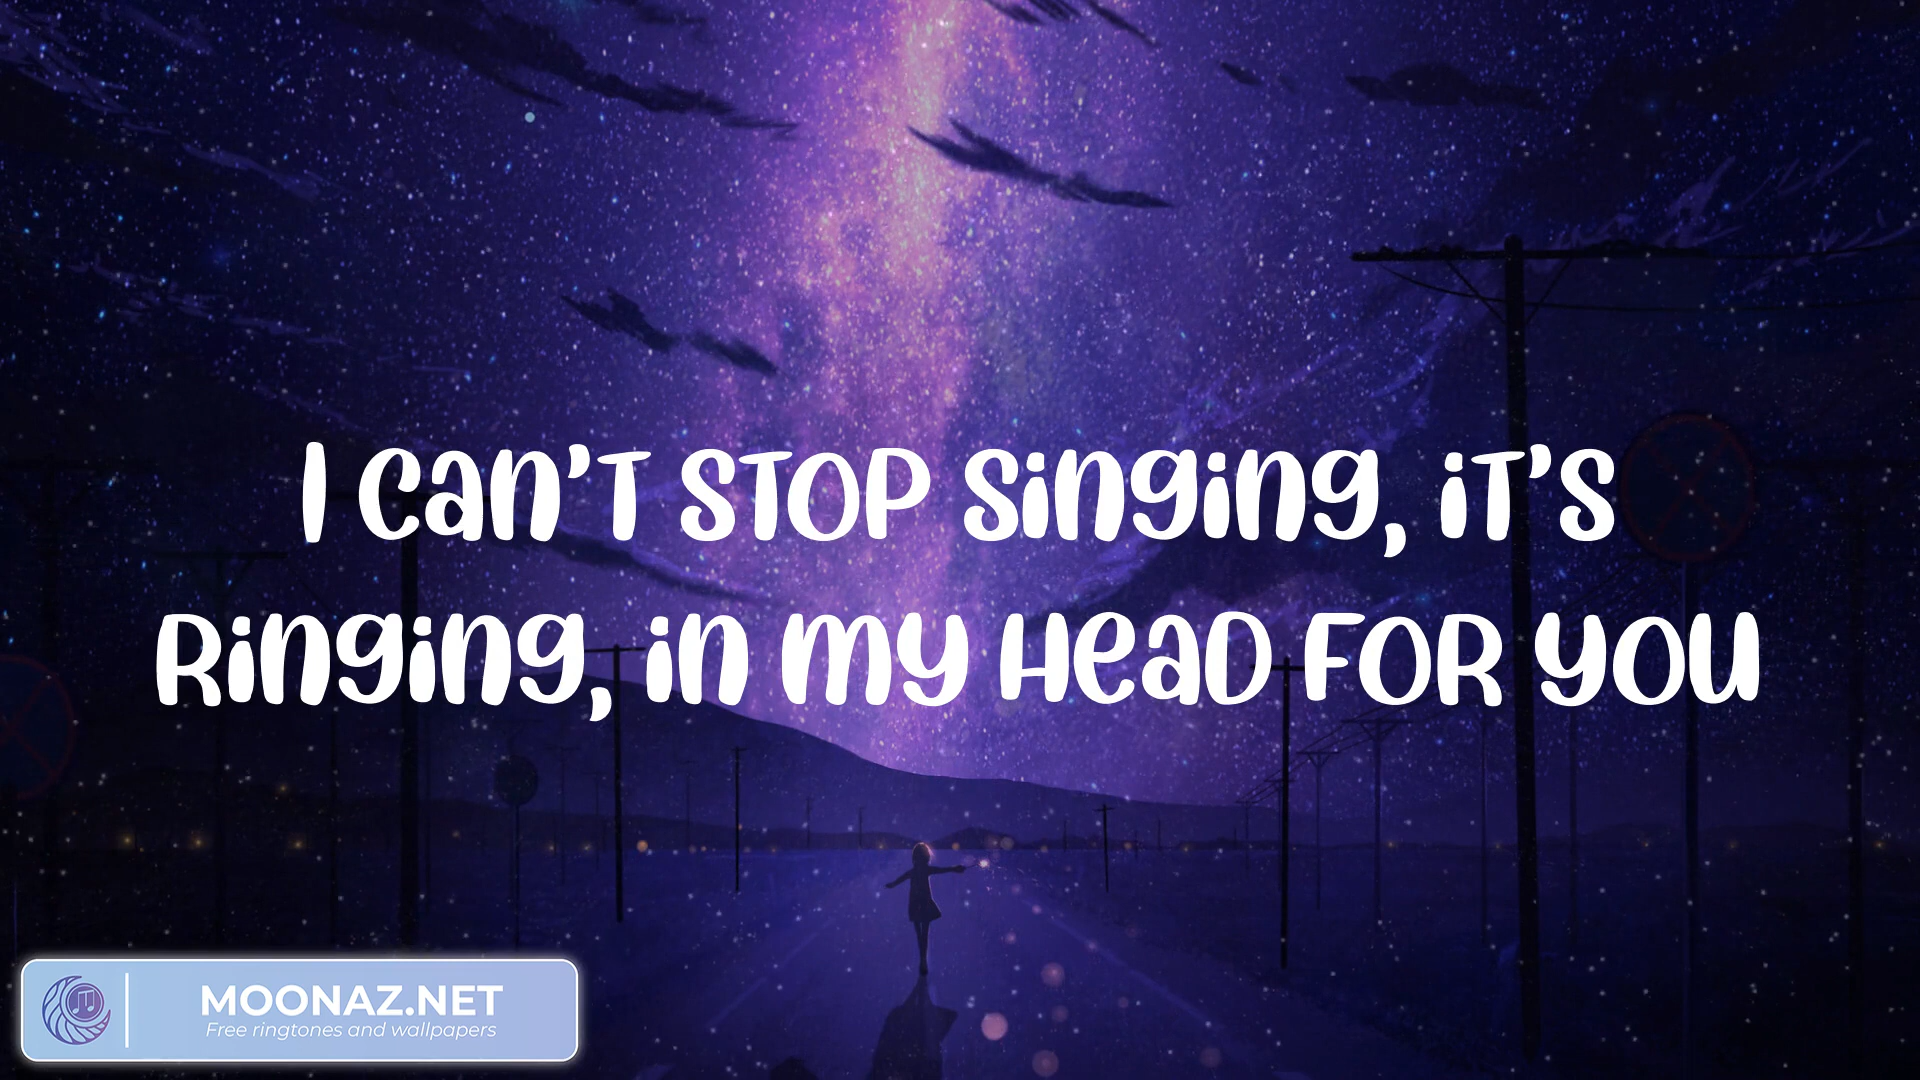 I can't stop singing, it's
Ringing, in my head for you
MOONAZ.NET
Free ringtones and wallpapers